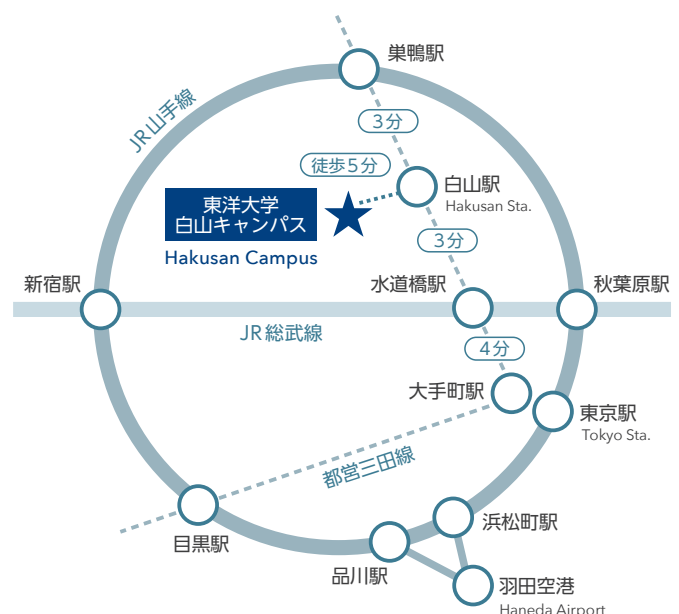 巣鴨駅
JR山手線
3分
徒歩5分
白山駅
Hakusan Sta.
東洋大学
白山キャンパス
Hakusan Campus
3分
新宿駅
水道橋駅
秋葉原駅
JR総武線
4分
大手町駅
東京駅
Tokyo Sta.
都営三田線
目黒駅
浜松町駅
品川駅
羽田空港
Haneda Airport